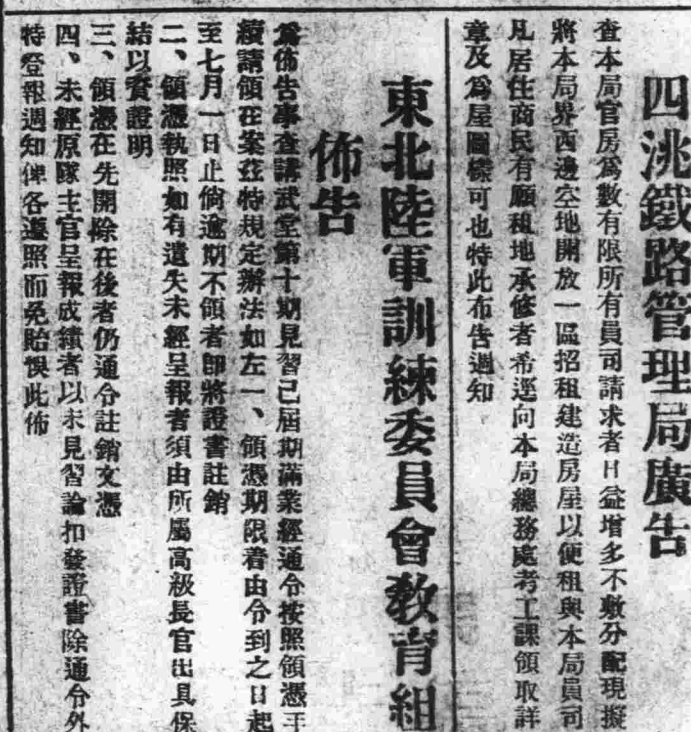 四洮鐵路管理局廣告
查本局官房爲數有限所有員司請求者日益增多不敷分配現擬
將本局界西邊空地開放一區招租建造房屋以便租與本局員司
凡居住商民有願租地承修者希逕向本局總務處考工課領取詳
章及爲屋圖樣可也特此布告週知
東北陸軍訓練委員會敎育組
佈告
爲佈告事查講武堂第十期見習已屆期滿業經通令按照領憑手
續請領在案茲特規定辦法如左一、領憑期限着由令到之日起
至七月一日止倘逾期不領者即將證書註銷
二、領憑執照如有遺失未經呈報者須由所屬高級長官出具保
結以資證明
三、領憑在先開除在後者仍通令註銷文憑
四、未經原隊主官呈報成績者以未見習論扣發證書除通令外
特登報週知俾各遵照而免貽悞此佈